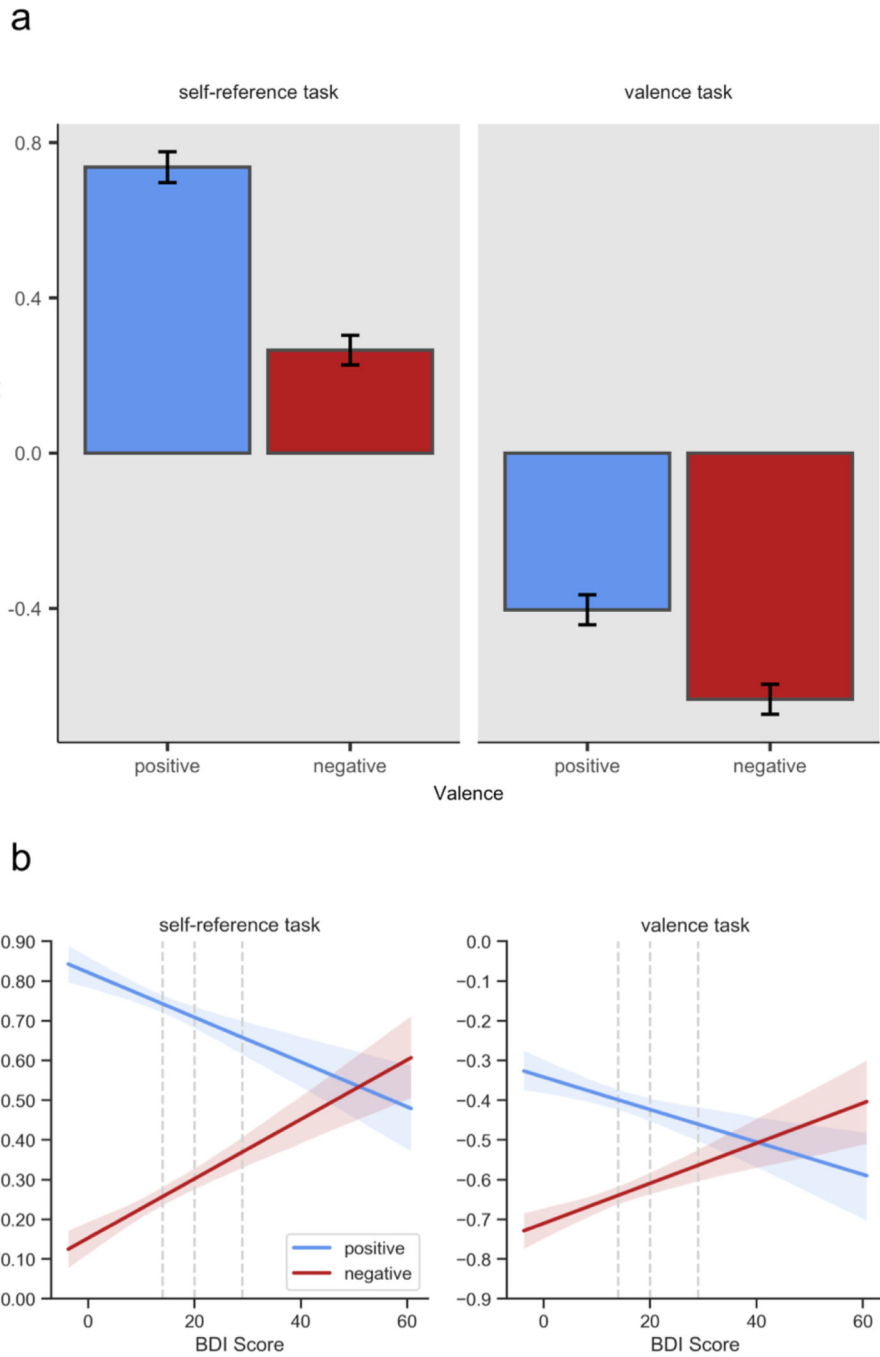 a
self-reference task
valence task
0.8
0.4
0.0
-0.4
positive
negative
positive
negative
Valence
b
self-reference task
0.90
0.80
0.70
0.60
0.50
0.40
0.30
0.20
0.10
0.00
positive
negative
0
20
40
60
BDI Score
valence task
0.0
−0.1
−0.2
−0.3
−0.4
−0.5
−0.6
−0.7
−0.8
−0.9
0
20
40
60
BDI Score